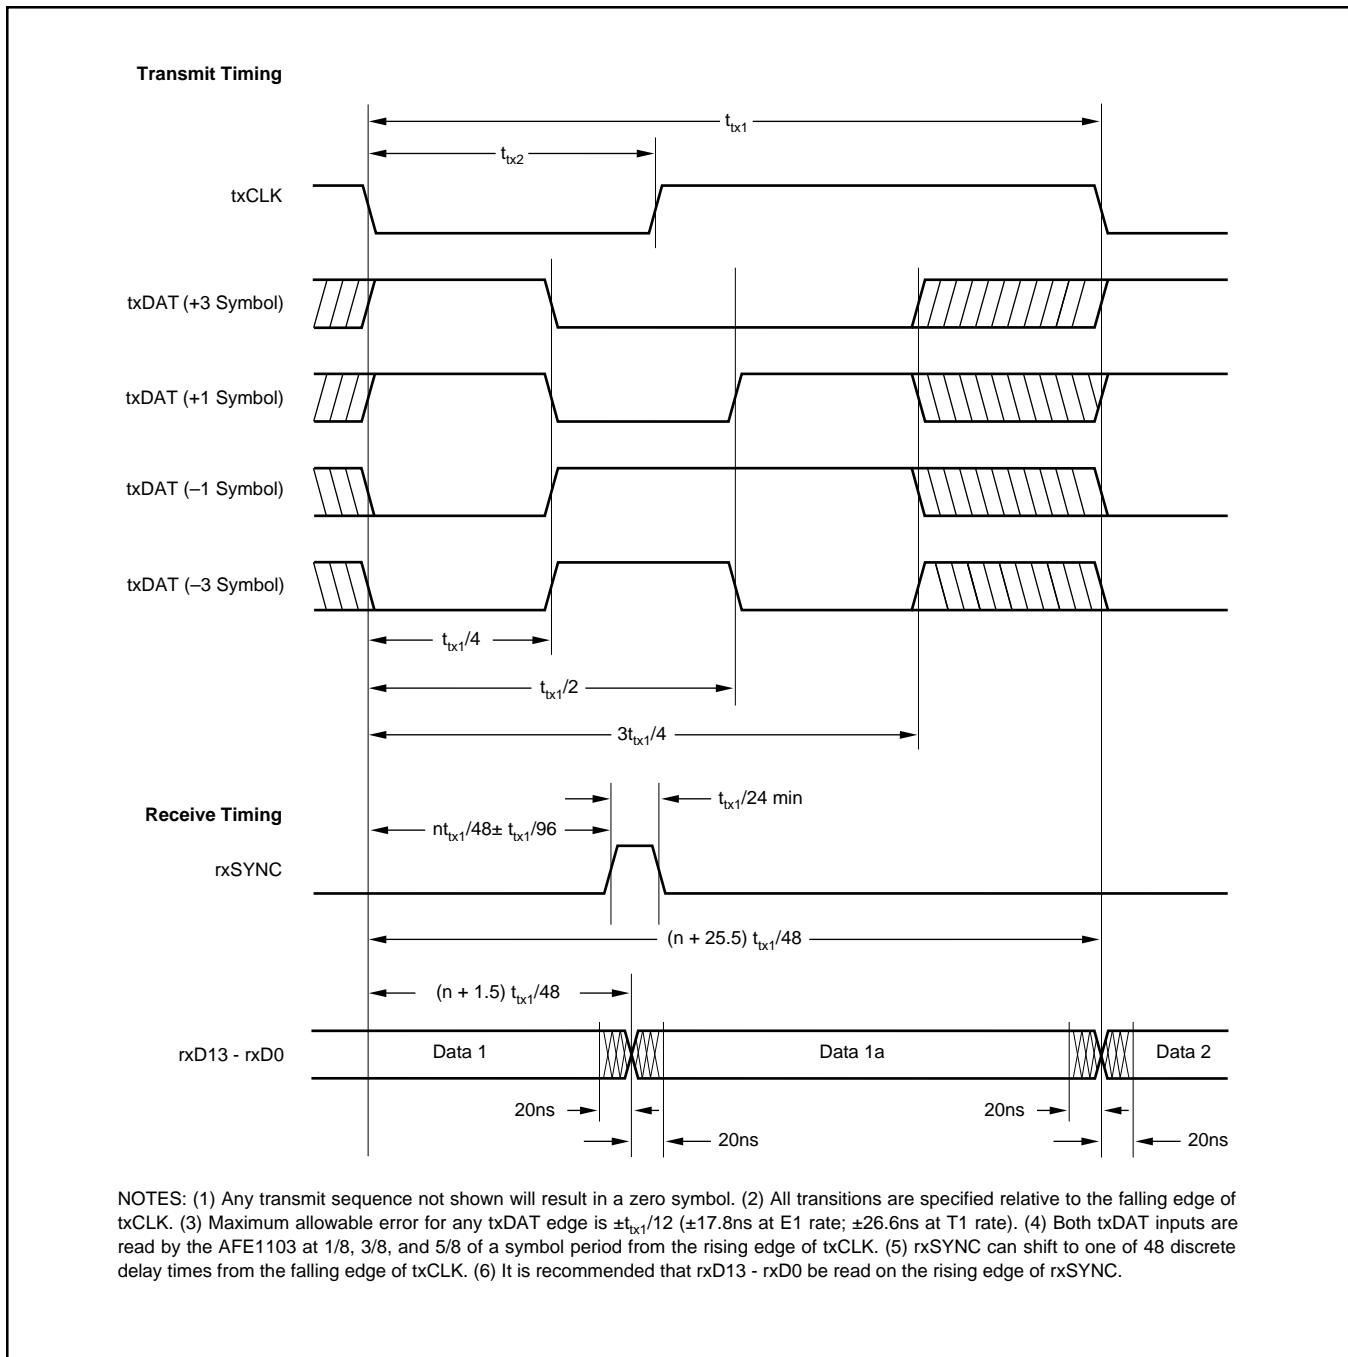 Transmit Timing
t_tx1
t_tx2
txCLK
txDAT (+3 Symbol)
txDAT (+1 Symbol)
txDAT (–1 Symbol)
txDAT (–3 Symbol)
t_tx1/4
t_tx1/2
3t_tx1/4
t_tx1/24 min
Receive Timing
nt_tx1/48± t_tx1/96
rxSYNC
(n + 25.5) t_tx1/48
(n + 1.5) t_tx1/48
rxD13 - rxD0
Data 1
Data 1a
Data 2
20ns
20ns
20ns
20ns
NOTES: (1) Any transmit sequence not shown will result in a zero symbol. (2) All transitions are specified relative to the falling edge of
txCLK. (3) Maximum allowable error for any txDAT edge is ±t_tx1/12 (±17.8ns at E1 rate; ±26.6ns at T1 rate). (4) Both txDAT inputs are
read by the AFE1103 at 1/8, 3/8, and 5/8 of a symbol period from the rising edge of txCLK. (5) rxSYNC can shift to one of 48 discrete
delay times from the falling edge of txCLK. (6) It is recommended that rxD13 - rxD0 be read on the rising edge of rxSYNC.